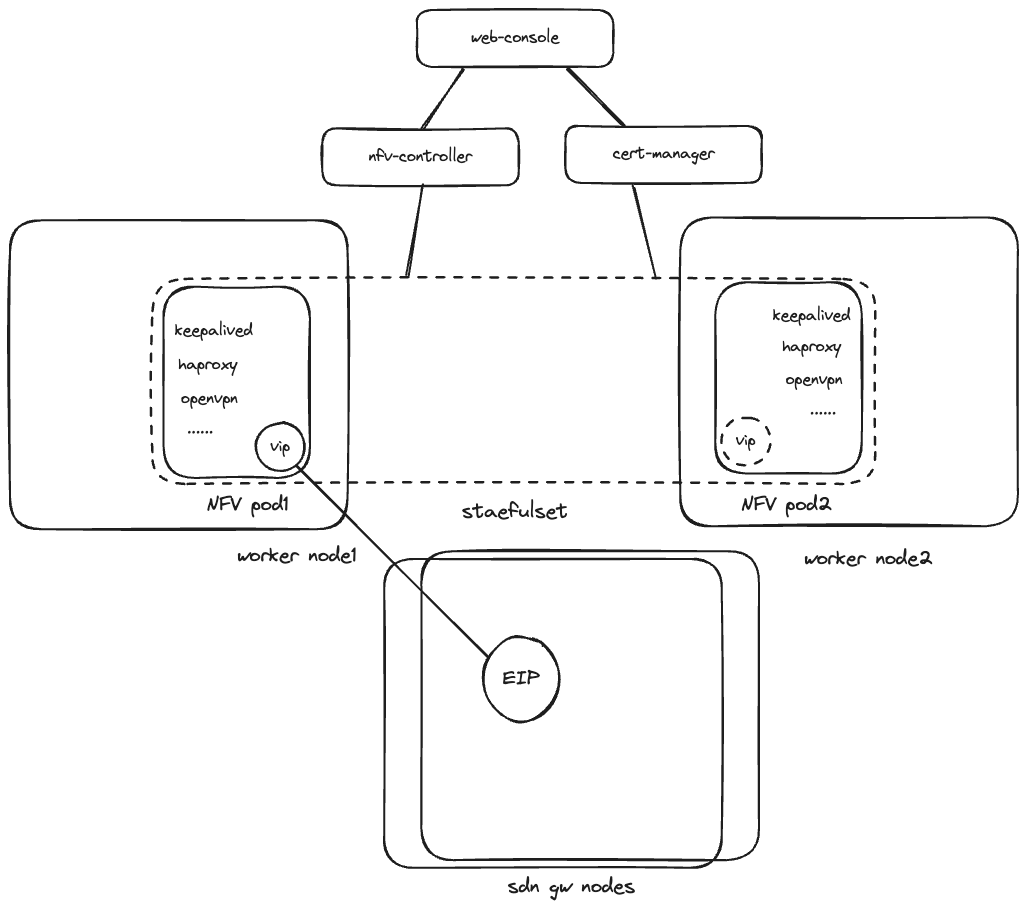 web-console
nfv-controller
cert-manager
keepalived
haproxy
openvpn
......
vip
NFV pod1
worker node1
staefulset
keepalived
haproxy
openvpn
......
vip
NFV pod2
worker node2
EIP
sdn gw nodes